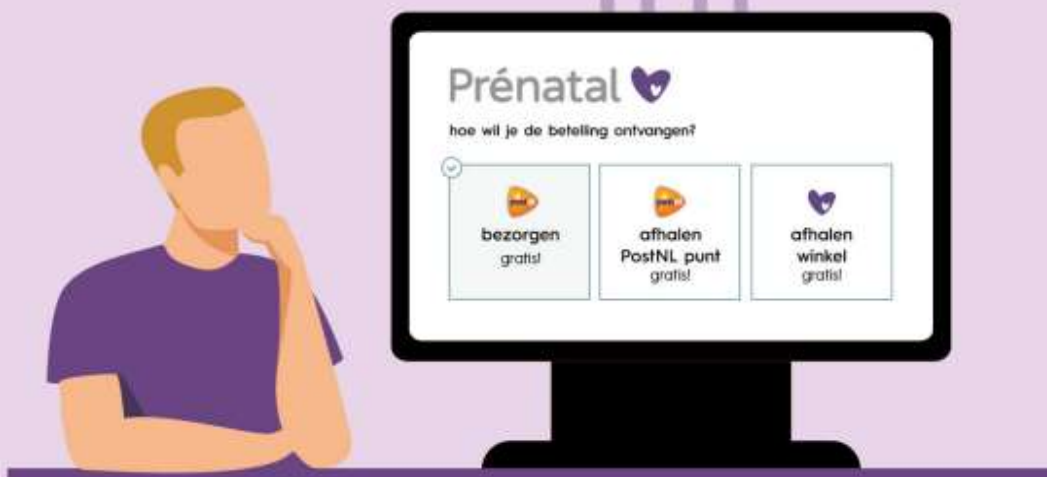 Prénatal
hoe wil je de betelling ontvangen?
bezorgen
gratis!
afhalen
PostNL punt
gratis!
afhalen
winkel
gratis!